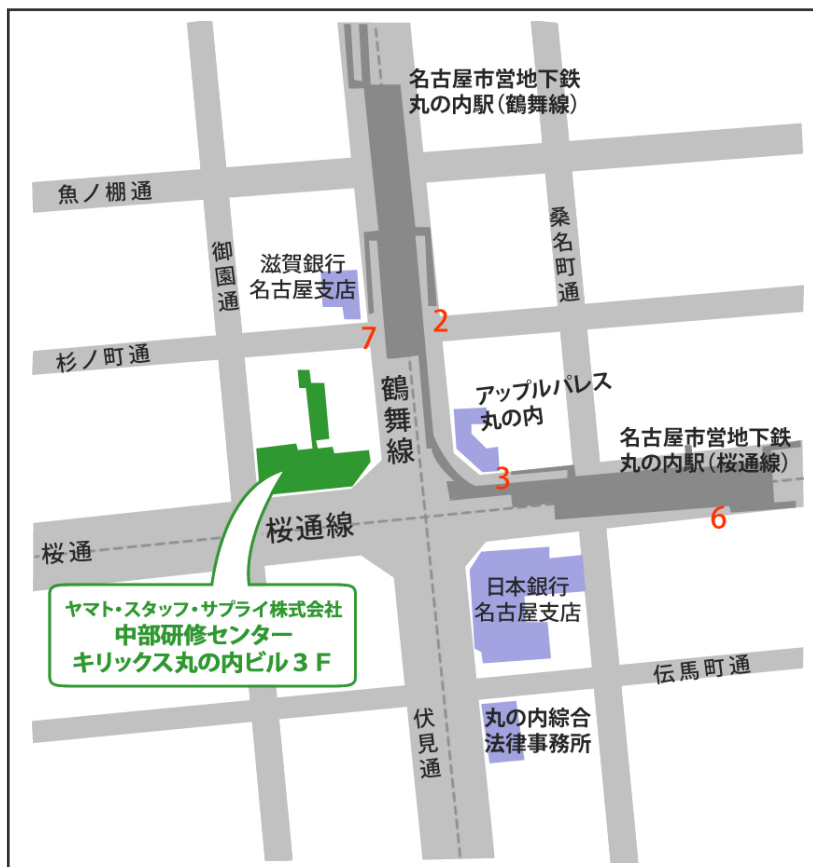 名古屋市営地下鉄
丸の内駅（鶴舞線）
魚ノ棚通
御園通
桑名町通
滋賀銀行
名古屋支店
2
7
杉ノ町通
鶴舞線
アップルパレス
丸の内
名古屋市営地下鉄
丸の内駅（桜通線）
3
6
桜通線
桜通
日本銀行
名古屋支店
ヤマト・スタッフ・サプライ株式会社
中部研修センター
キリックス丸の内ビル３Ｆ
伝馬町通
伏見通
丸の内綜合
法律事務所